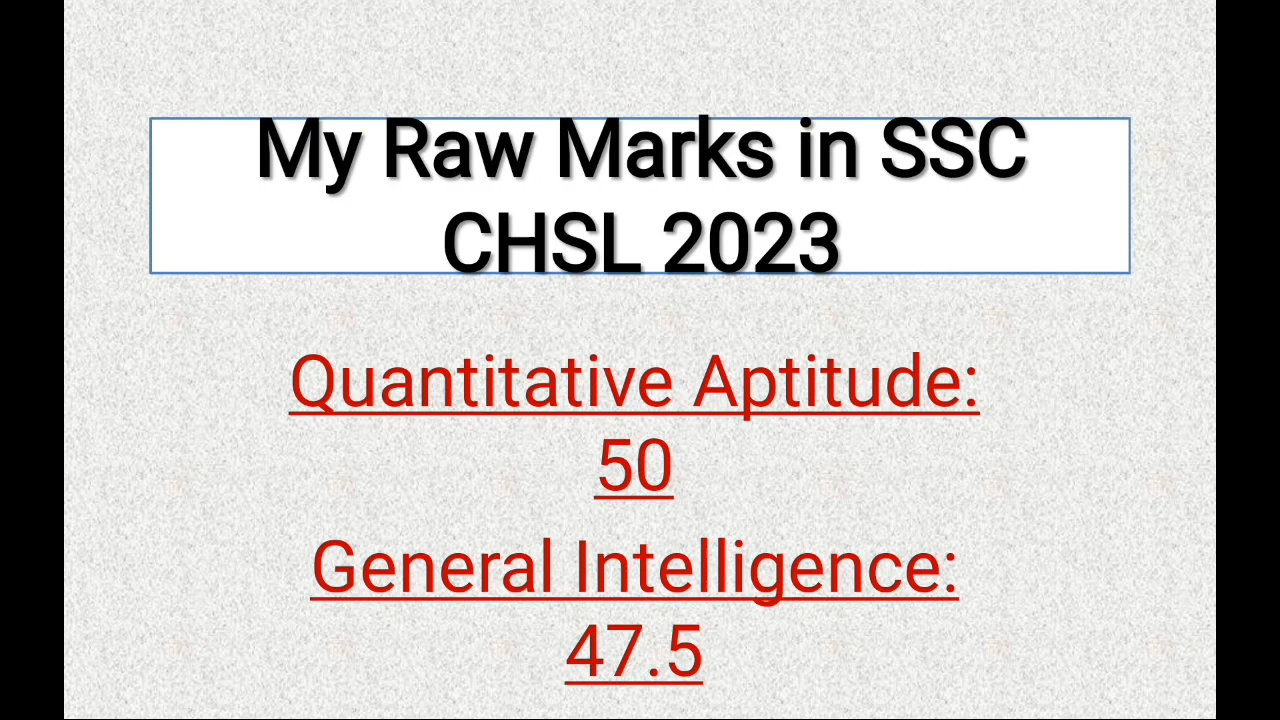 My Raw Marks in SSC
CHSL 2023
Quantitative Aptitude:
50
General Intelligence:
47.5